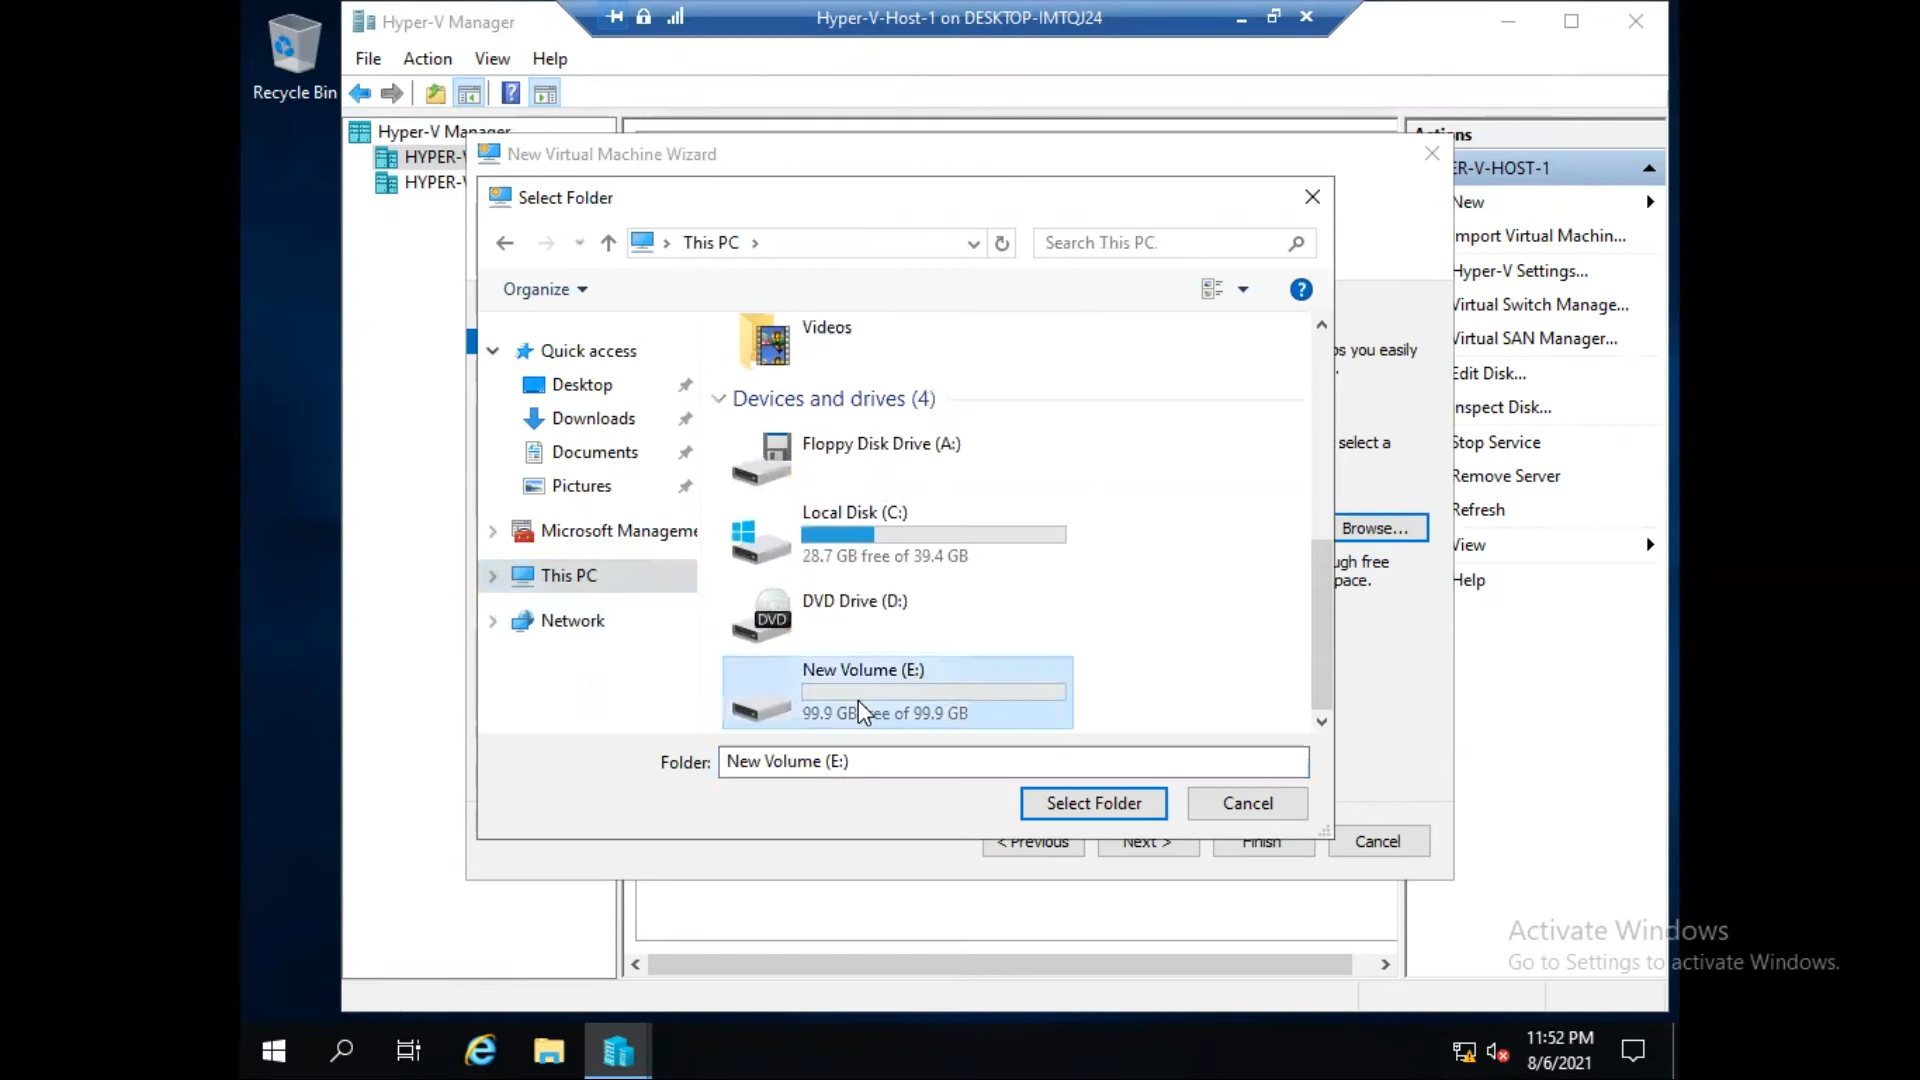 Recycle Bin
Hyper-V Manager
Hyper-V-Host-1 on DESKTOP-IMTQJ24
File Action View Help
Hyper-V Manager
HYPER-V
HYPER-V
New Virtual Machine Wizard
Select Folder
This PC
Search This PC
Organize
Quick access
Desktop
Downloads
Documents
Pictures
Microsoft Manageme
This PC
Network
Videos
Devices and drives (4)
Floppy Disk Drive (A:)
Local Disk (C:)
28.7 GB free of 39.4 GB
DVD Drive (D:)
DVD
New Volume (E:)
99.9 GB free of 99.9 GB
Folder: New Volume (E:)
Select Folder Cancel
ps you easily
select a
Browse...
ugh free
pace.
< Previous Next > Finish Cancel
Actions
ER-V-HOST-1
New
mport Virtual Machin...
Hyper-V Settings...
Virtual Switch Manage...
Virtual SAN Manager...
Edit Disk...
nspect Disk...
Stop Service
Remove Server
Refresh
View
Help
Activate Windows
Go to Settings to activate Windows.
11:52 PM
8/6/2021